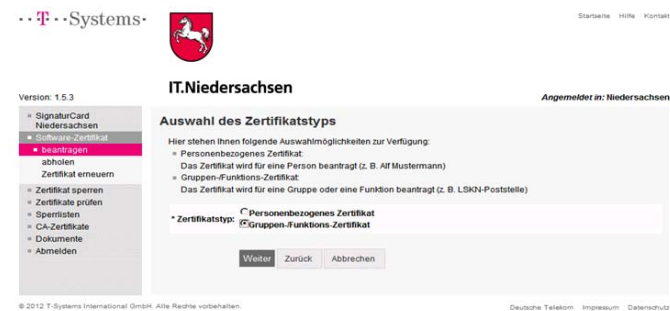 ··T··Systems·
Startseite Hilfe Kontakt
IT.Niedersachsen
Version: 1.5.3
Angemeldet in: Niedersachsen
SignaturCard
Niedersachsen
Software-Zertifikat
beantragen
abholen
Zertifikat erneuern
Zertifikat sperren
Zertifikate prüfen
Sperrlisten
CA-Zertifikate
Dokumente
Abmelden
Auswahl des Zertifikatstyps
Hier stehen Ihnen folgende Auswahlmöglichkeiten zur Verfügung:
Personenbezogenes Zertifikat:
Das Zertifikat wird für eine Person beantragt (z. B. Alf Mustermann)
Gruppen-/Funktions-Zertifikat:
Das Zertifikat wird für eine Gruppe oder eine Funktion beantragt (z. B. LSKN-Poststelle)
* Zertifikatstyp:
Personenbezogenes Zertifikat
Gruppen-/Funktions-Zertifikat
Weiter Zurück Abbrechen
© 2012 T-Systems International GmbH. Alle Rechte vorbehalten.
Deutsche Telekom Impressum Datenschutz